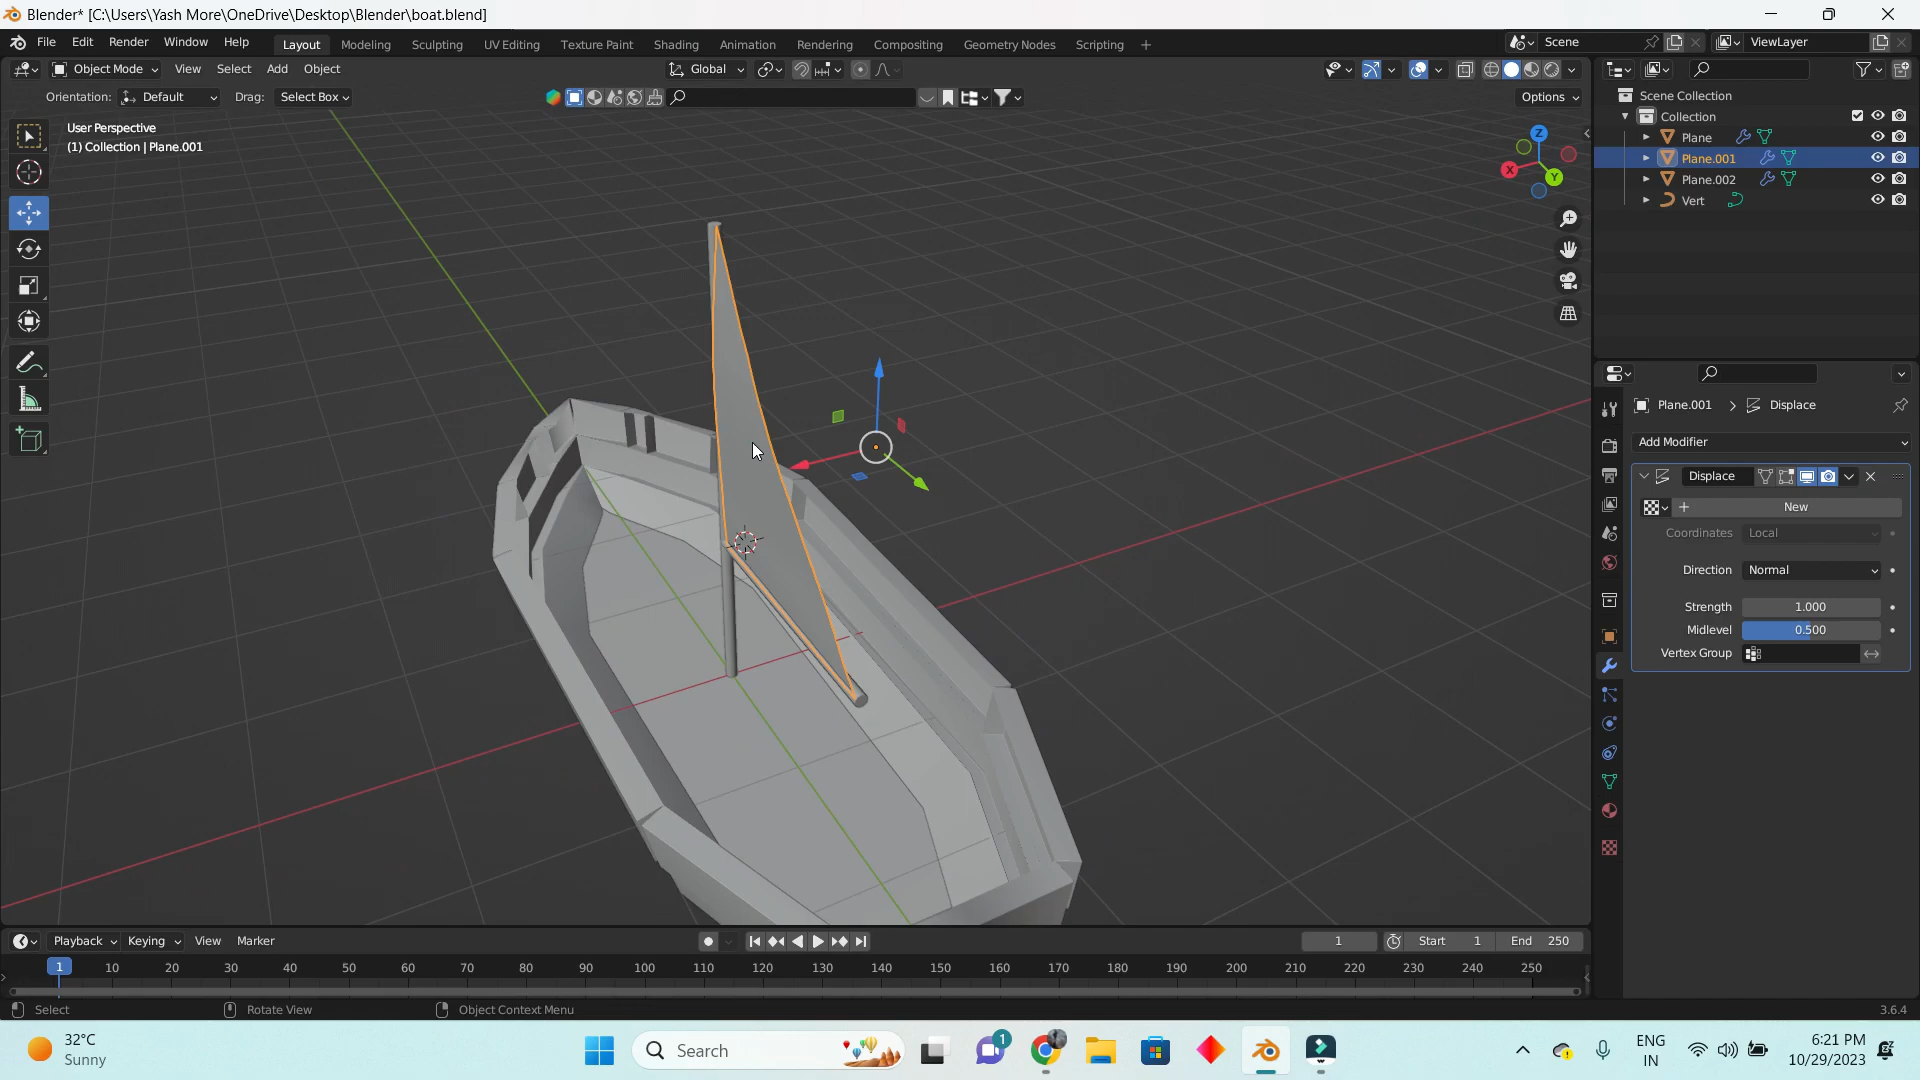 Blender* [C:\Users\Yash More\OneDrive\Desktop\Blender\boat.blend]
File Edit Render Window Help Layout Modeling Sculpting UV Editing Texture Paint Shading Animation Rendering Compositing Geometry Nodes Scripting + Scene ViewLayer
Object Mode View Select Add Object Global
Orientation: Default Drag: Select Box Options
User Perspective
(1) Collection | Plane.001
Z
X
Y
Scene Collection
Collection
Plane
Plane.001
Plane.002
Vert
Plane.001 > Displace
Add Modifier
Displace
+ New
Coordinates Local
Direction Normal
Strength 1.000
Midlevel 0.500
Vertex Group
Playback Keying View Marker 1 Start 1 End 250
1 10 20 30 40 50 60 70 80 90 100 110 120 130 140 150 160 170 180 190 200 210 220 230 240 250
Select Rotate View Object Context Menu 3.6.4
32°C
Sunny
Search
1
ENG
IN
6:21 PM
10/29/2023